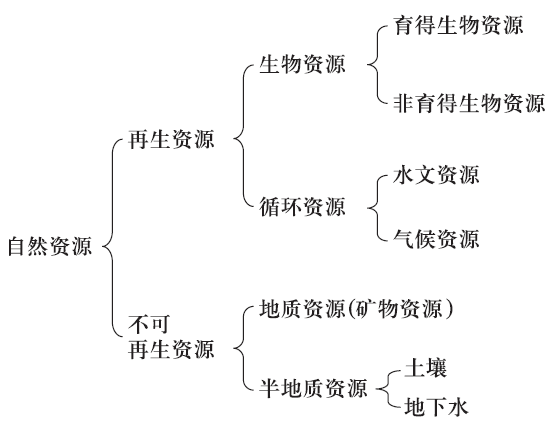 育得生物资源
生物资源
非育得生物资源
再生资源
水文资源
循环资源
气候资源
自然资源
地质资源(矿物资源)
不可
再生资源
土壤
半地质资源
地下水